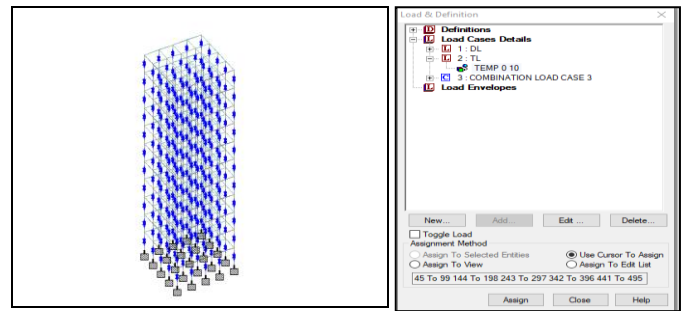 Load & Definition
D Definitions
L Load Cases Details
L 1 : DL
L 2 : TL
TEMP 0 10
C 3 : COMBINATION LOAD CASE 3
L Load Envelopes
New... Add... Edit ... Delete...
Toggle Load
Assignment Method
Assign To Selected Entities Use Cursor To Assign
Assign To View Assign To Edit List
45 To 99 144 To 198 243 To 297 342 To 396 441 To 495
Assign Close Help